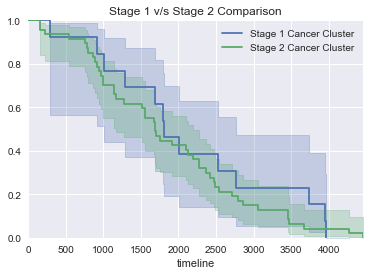 Stage 1 v/s Stage 2 Comparison
1.0
Stage 1 Cancer Cluster
Stage 2 Cancer Cluster
0.8
0.6
0.4
0.2
0.0
0 500 1000 1500 2000 2500 3000 3500 4000
timeline